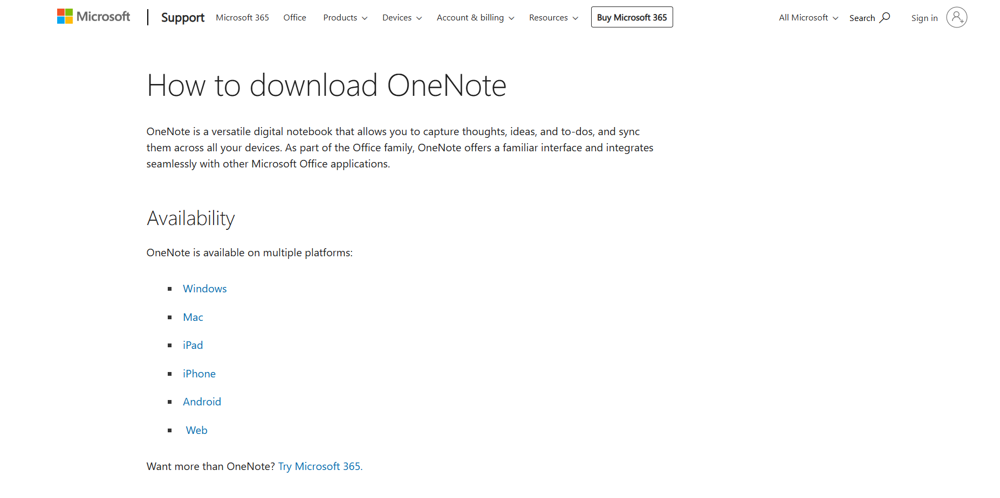 Microsoft Support Microsoft 365 Office Products Devices Account & billing Resources Buy Microsoft 365 All Microsoft Search Sign in
How to download OneNote
OneNote is a versatile digital notebook that allows you to capture thoughts, ideas, and to-dos, and sync
them across all your devices. As part of the Office family, OneNote offers a familiar interface and integrates
seamlessly with other Microsoft Office applications.
Availability
OneNote is available on multiple platforms:
Windows
Mac
iPad
iPhone
Android
Web
Want more than OneNote? Try Microsoft 365.